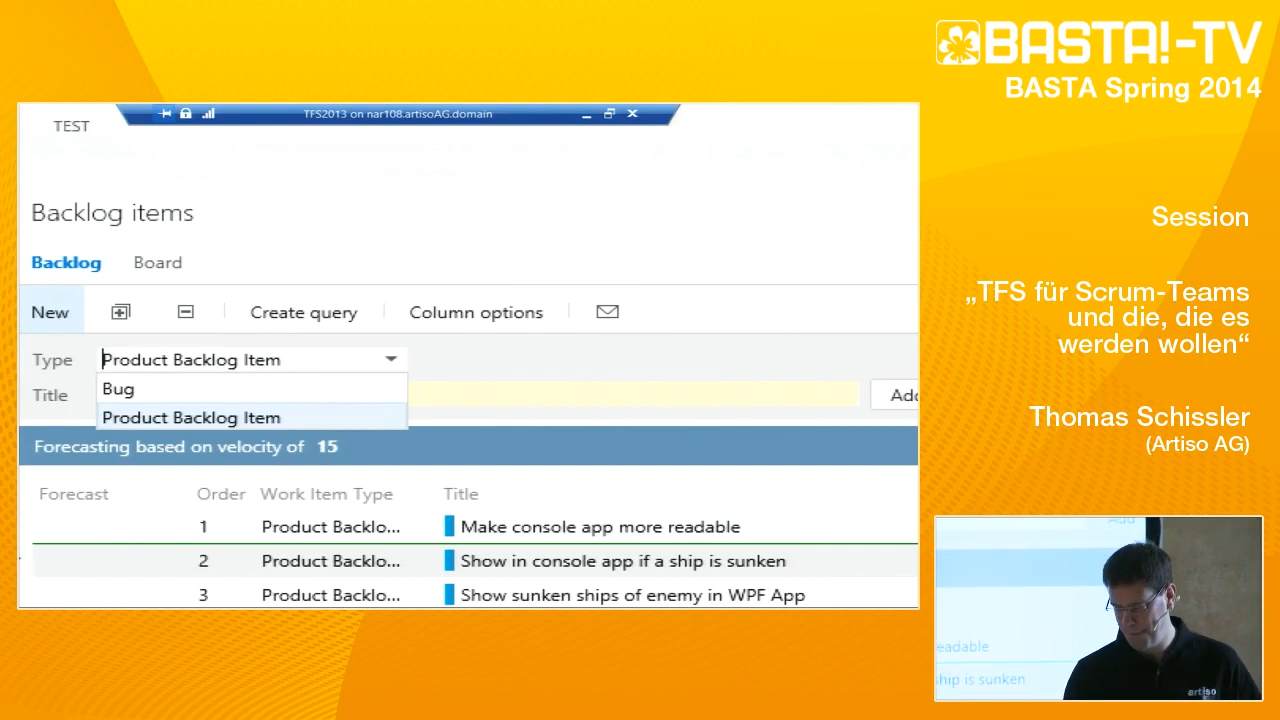 BASTA!-TV
BASTA Spring 2014
TFS2013 on nar108.artisoAG.domain
TEST
Backlog items
Session
Backlog Board
„TFS für Scrum-Teams
und die, die es
werden wollen“
New Create query Column options
Type Product Backlog Item
Bug
Title Add
Product Backlog Item
Thomas Schissler
(Artiso AG)
Forecasting based on velocity of 15
Forecast Order Work Item Type Title
1 Product Backlo... Make console app more readable
2 Product Backlo... Show in console app if a ship is sunken
3 Product Backlo... Show sunken ships of enemy in WPF App
Add
readable
ship is sunken
artiso